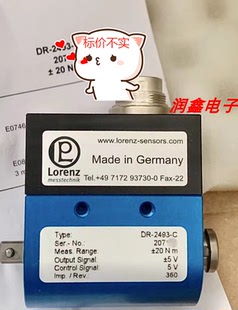 DR-2493-C
207
± 20 N
标价不实
润鑫电子
E0746
Lorenz
messtechnik
www.lorenz-sensors.com
Made in Germany
Tel.+49 7172 93730-0 Fax-22
Type: DR-2493-C
Ser.-No.: 207
Meas. Range: ±20 N·m
Output Signal: ±5 V
Control Signal: 5 V
Imp. / Rev: 360